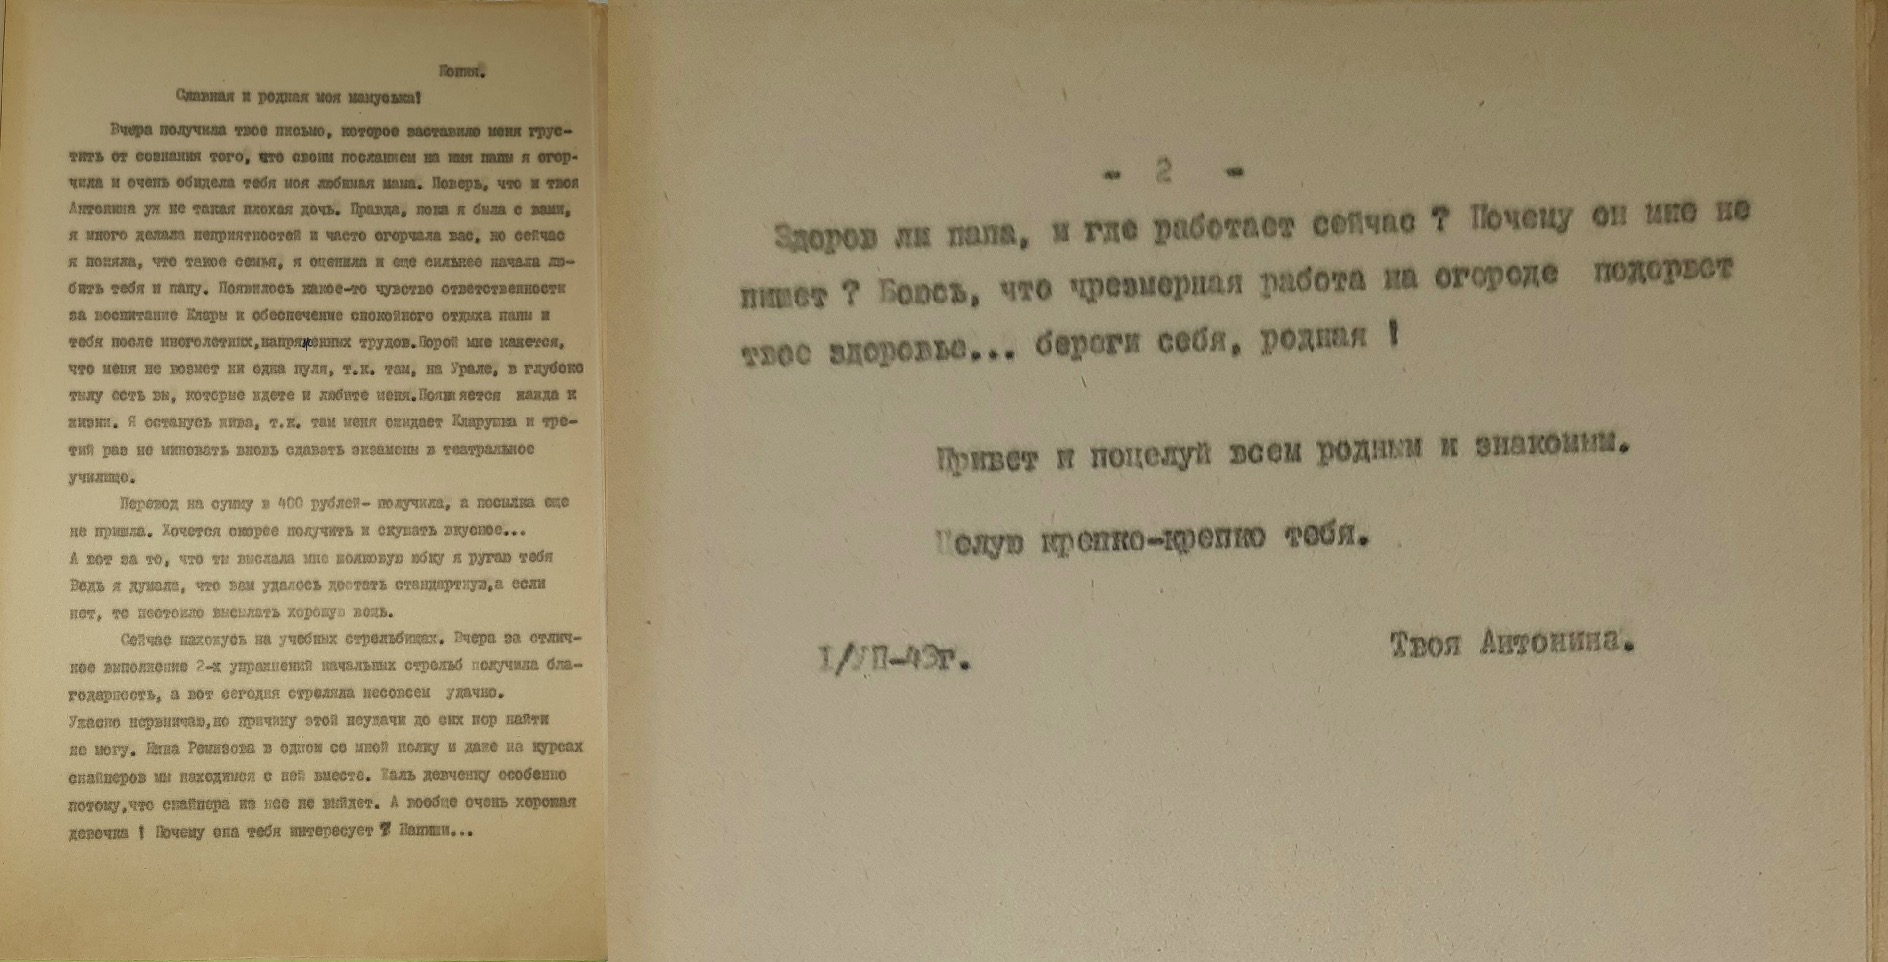 Копия.
Славная и родная моя мамуська!
Вчера получила твое письмо, которое заставило меня грус-
тить от сознания того, что своим посланием на имя папы я огор-
чила и очень обидела тебя моя любимая мама. Поверь, что и твоя
Антонина уж не такая плохая дочь. Правда, пока я была с вами,
я много делала неприятностей и часто огорчала вас, но сейчас
я поняла, что такое семья, я оценила и еще сильнее начала лю-
бить тебя и папу. Появилось какое-то чувство ответственности
за воспитание Клары и обеспечение спокойного отдыха папы и
тебя после многолетних,напряженных трудов.Порой мне кажется,
что меня не возмет ни одна пуля, т.к. там, на Урале, в глубоко
тылу есть вы, которые ждете и любите меня.Появляется жажда к
жизни. Я останусь жива, т.к. там меня ожидает Кларушка и тре-
тий раз не миновать вновь сдавать экзамены в театральное
училище.
Перевод на сумму в 400 рублей- получила, а посылка еще
не пришла. Хочется скорее получить и скушать вкусное...
А вот за то, что ты выслала мне шолковую юбку я ругаю тебя
Ведь я думала, что вам удалось достать стандартную,а если
нет, то нестоило высылать хорошую вещь.
Сейчас нахожусь на учебных стрельбищах. Вчера за отлич-
ное выполнение 2-х упражнений начальных стрельб получила бла-
годарность, а вот сегодня стреляла несовсем удачно.
Ужасно нервничаю,но причину этой неудачи до сих пор найти
не могу. Нина Ремизова в одном со мной полку и даже на курсах
снайперов мы находимся с ней вместе. Жаль девченку особенно
потому,что снайпера из нее не выйдет. А вообще очень хорошая
девочка ! Почему она тебя интересует ? Напиши...
- 2 -
Здоров ли папа, и где работает сейчас ? Почему он мне не
пишет ? Боюсь, что чрезмерная работа на огороде подорвет
твое здоровье... береги себя, родная !
Привет и поцелуй всем родным и знакомым.
Целую крепко-крепко тебя.
I/УП-43г.
Твоя Антонина.